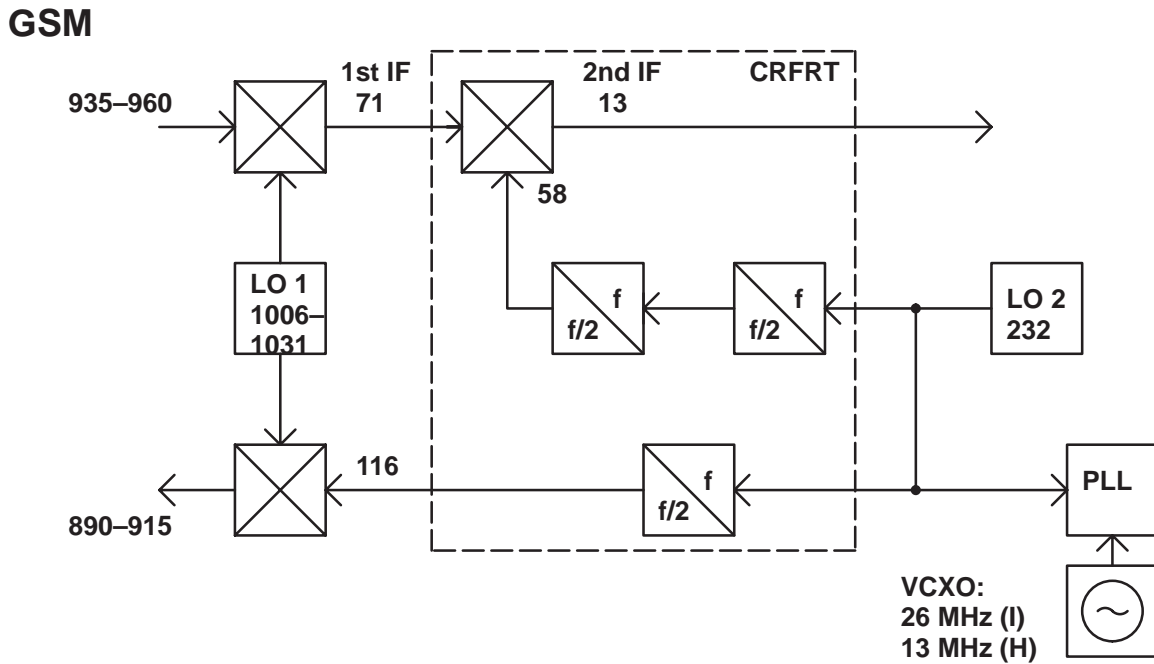 GSM
935–960
1st IF
71
2nd IF
13
CRFRT
58
LO 1
1006–
1031
f
f/2
f
f/2
LO 2
232
116
f
f/2
PLL
890–915
VCXO:
26 MHz (I)
13 MHz (H)